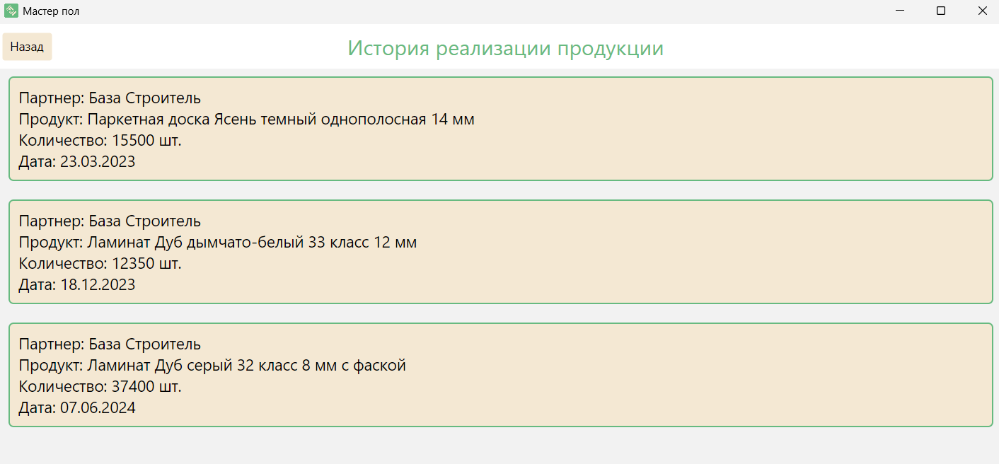 Мастер пол
Назад
История реализации продукции
Партнер: База Строитель
Продукт: Паркетная доска Ясень темный однополосная 14 мм
Количество: 15500 шт.
Дата: 23.03.2023
Партнер: База Строитель
Продукт: Ламинат Дуб дымчато-белый 33 класс 12 мм
Количество: 12350 шт.
Дата: 18.12.2023
Партнер: База Строитель
Продукт: Ламинат Дуб серый 32 класс 8 мм с фаской
Количество: 37400 шт.
Дата: 07.06.2024